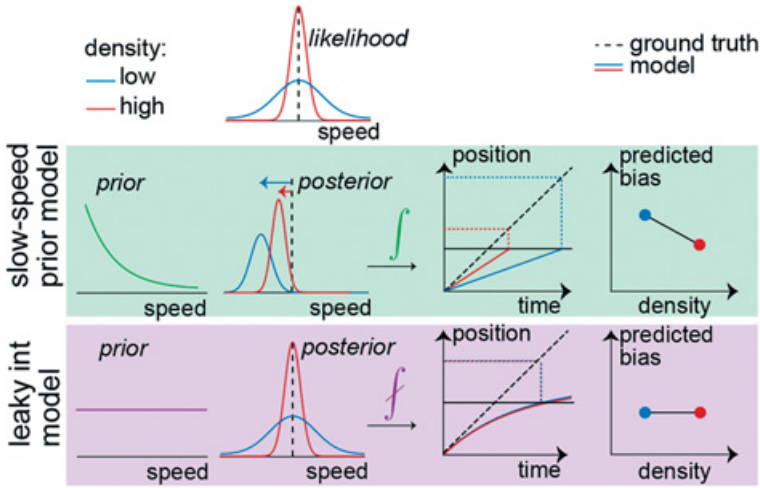 density:
low
high
likelihood
speed
ground truth
model
slow-speed
prior model
prior
speed
posterior
speed
∫
position
time
predicted
bias
density
leaky int
model
prior
speed
posterior
speed
∫
position
time
predicted
bias
density